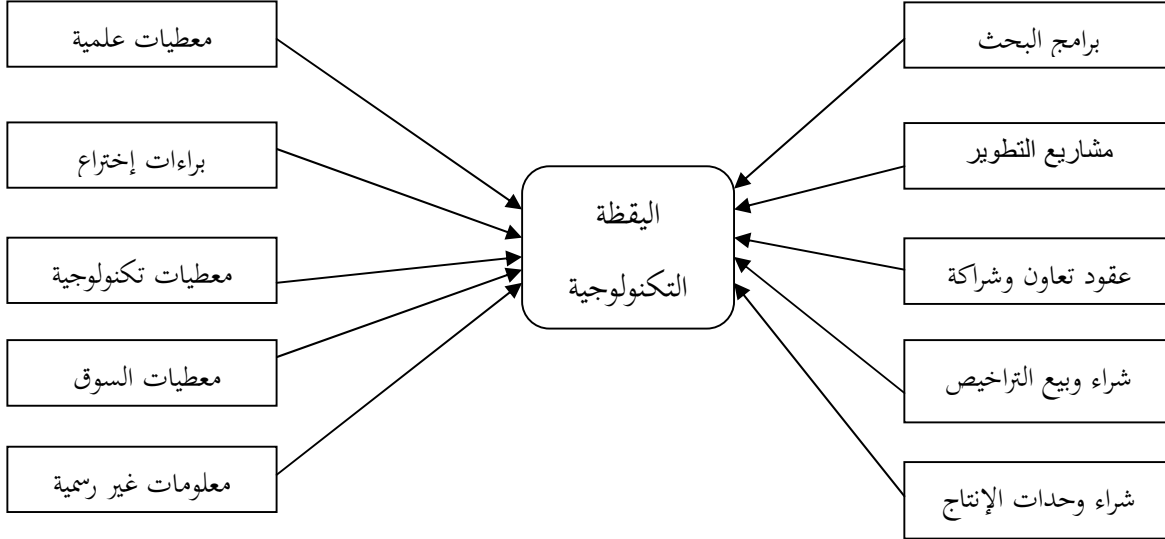 برامج البحث
معطيات علمية
مشاريع التطوير
براءات إختراع
اليقظة
التكنولوجية
عقود تعاون وشراكة
معطيات تكنولوجية
شراء وبيع التراخيص
معطيات السوق
شراء وحدات الإنتاج
معلومات غير رسمية